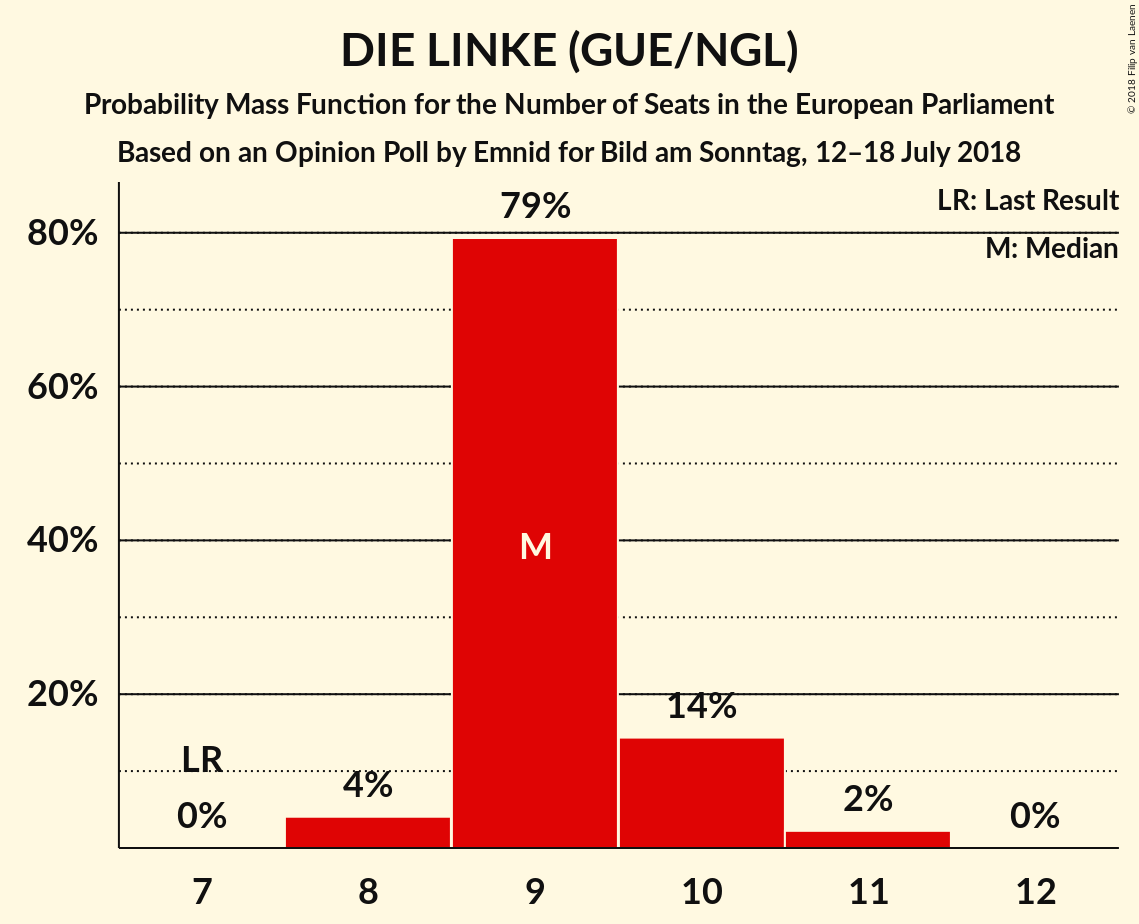 DIE LINKE (GUE/NGL)
Probability Mass Function for the Number of Seats in the European Parliament
Based on an Opinion Poll by Emnid for Bild am Sonntag, 12–18 July 2018
© 2018 Filip van Laenen
LR: Last Result
M: Median
80%
60%
40%
20%
79%
M
14%
LR
0%
4%
2%
0%
7 8 9 10 11 12